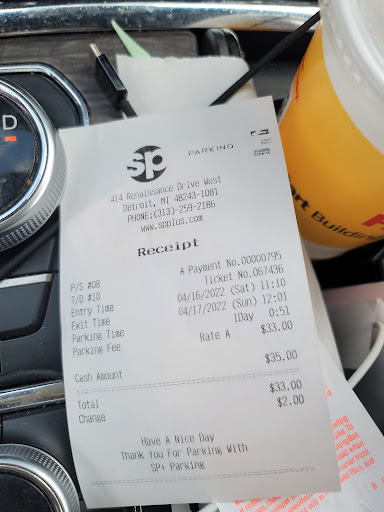 D
sp PARKING
414 Renaissance Drive West
Detroit, MI 48243-1081
PHONE:(313)-259-2186
www.spplus.com
Receipt
P/S #08 A Payment No.00000795
T/D #10 Ticket No.067436
Entry Time 04/16/2022 (Sat) 11:10
Exit Time 04/17/2022 (Sun) 12:01
Parking Time 1Day 0:51
Parking Fee Rate A $33.00
Cash Amount $35.00
Total $33.00
Change $2.00
Have A Nice Day
Thank You For Parking With
SP+ Parking
rt Building